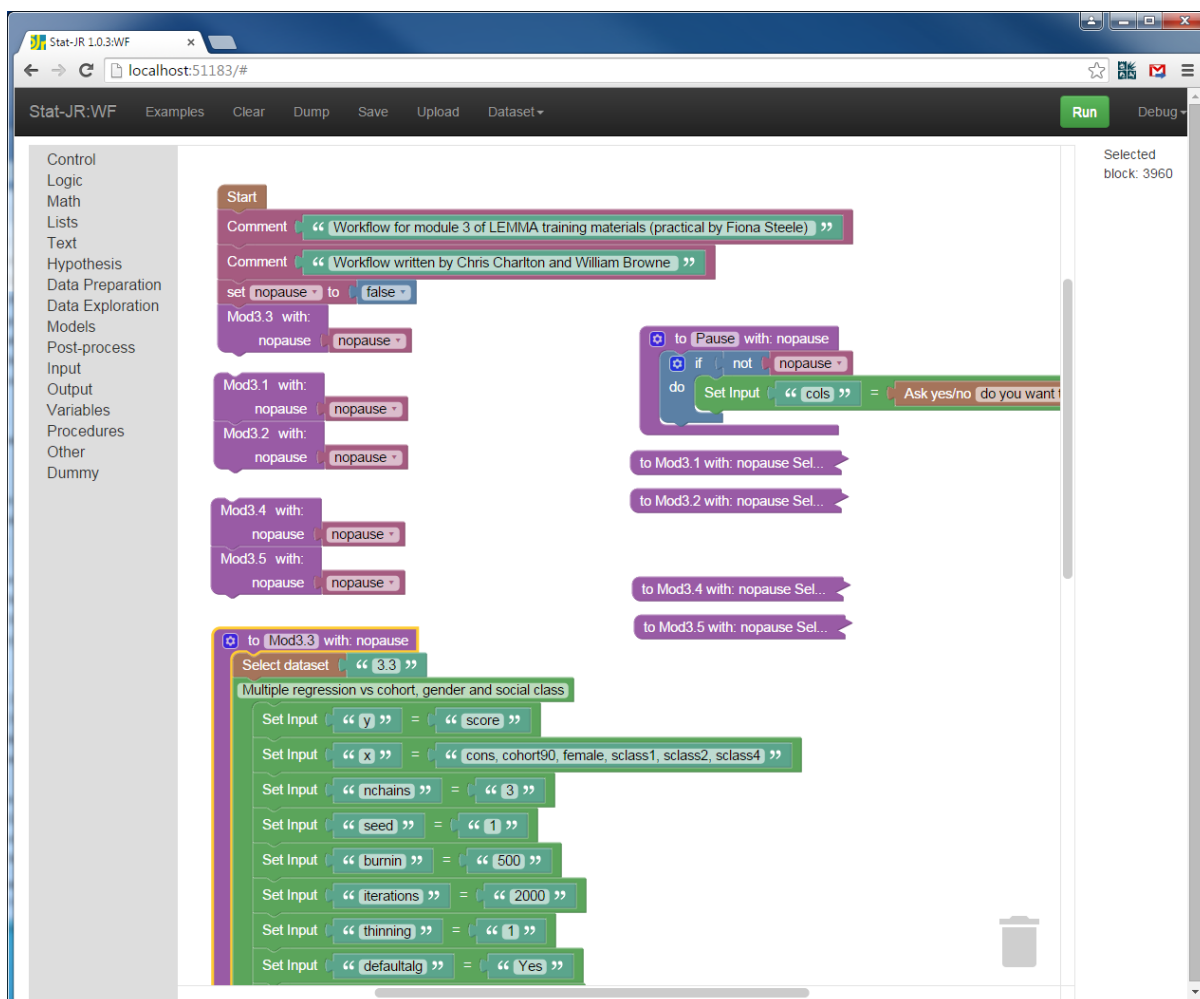 Stat-JR 1.0.3:WF
localhost:51183/#
Stat-JR:WF Examples Clear Dump Save Upload Dataset Run Debug
Control
Logic
Math
Lists
Text
Hypothesis
Data Preparation
Data Exploration
Models
Post-process
Input
Output
Variables
Procedures
Other
Dummy
Start
Comment “ Workflow for module 3 of LEMMA training materials (practical by Fiona Steele) ”
Comment “ Workflow written by Chris Charlton and William Browne ”
set nopause to false
Mod3.3 with:
nopause nopause
Mod3.1 with:
nopause nopause
Mod3.2 with:
nopause nopause
Mod3.4 with:
nopause nopause
Mod3.5 with:
nopause nopause
to Mod3.3 with: nopause
Select dataset “ 3.3 ”
Multiple regression vs cohort, gender and social class
Set Input “ y ” = “ score ”
Set Input “ x ” = “ cons, cohort90, female, sclass1, sclass2, sclass4 ”
Set Input “ nchains ” = “ 3 ”
Set Input “ seed ” = “ 1 ”
Set Input “ burnin ” = “ 500 ”
Set Input “ iterations ” = “ 2000 ”
Set Input “ thinning ” = “ 1 ”
Set Input “ defaultalg ” = “ Yes ”
to Pause with: nopause
if not nopause
do Set Input “ cols ” = Ask yes/no do you want t
to Mod3.1 with: nopause Sel...
to Mod3.2 with: nopause Sel...
to Mod3.4 with: nopause Sel...
to Mod3.5 with: nopause Sel...
Selected
block: 3960